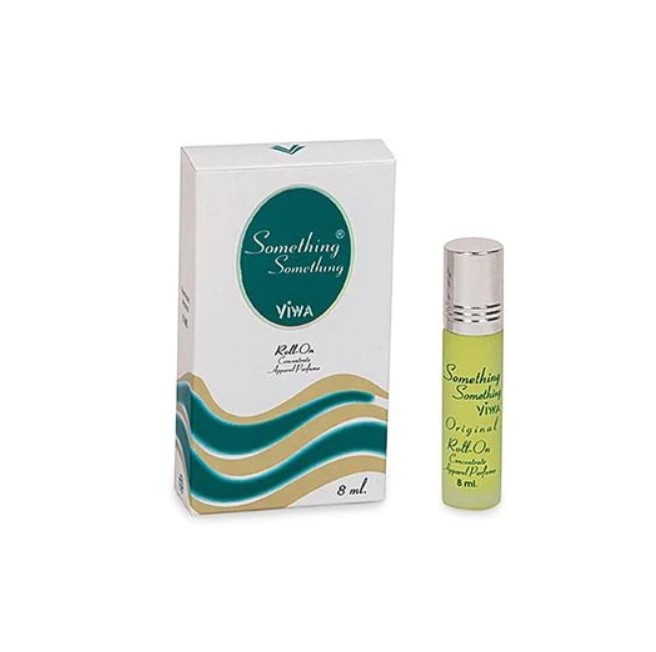 Something®
Something
ViWA
Roll-On
Concentrate
Apparel Perfume
8 ml.
Something
Something
ViWA
Original
Roll-On
Concentrate
Apparel Perfume
8 ml.